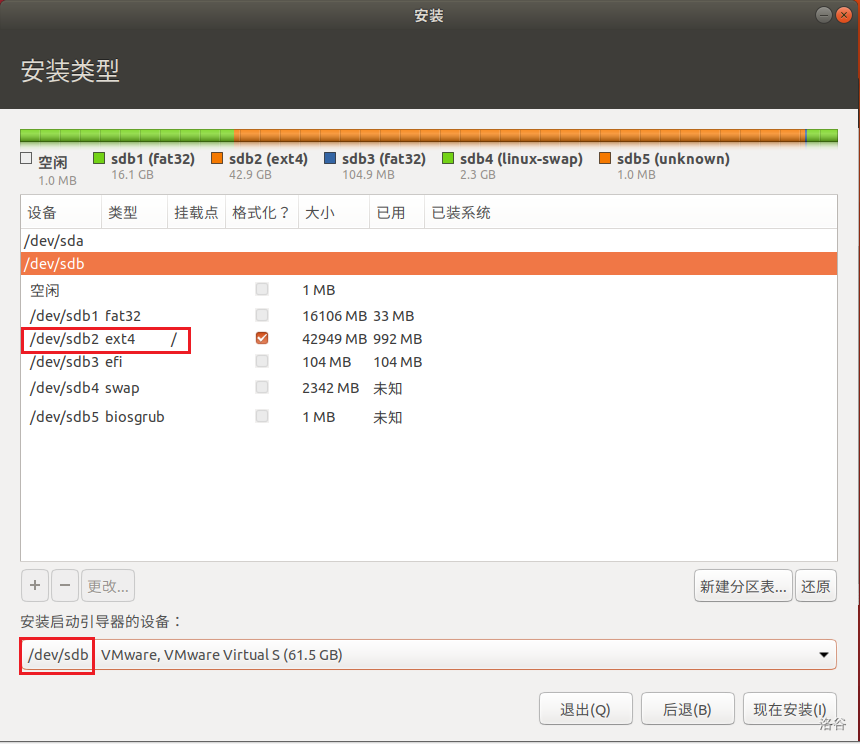 安装
安装类型
空闲 sdb1 (fat32) sdb2 (ext4) sdb3 (fat32) sdb4 (linux-swap) sdb5 (unknown)
1.0 MB 16.1 GB 42.9 GB 104.9 MB 2.3 GB 1.0 MB
设备 类型 挂载点 格式化？ 大小 已用 已装系统
/dev/sda
/dev/sdb
空闲 1 MB
/dev/sdb1 fat32 16106 MB 33 MB
/dev/sdb2 ext4 / 42949 MB 992 MB
/dev/sdb3 efi 104 MB 104 MB
/dev/sdb4 swap 2342 MB 未知
/dev/sdb5 biosgrub 1 MB 未知
+ − 更改... 新建分区表... 还原
安装启动引导器的设备：
/dev/sdb VMware, VMware Virtual S (61.5 GB)
退出(Q) 后退(B) 现在安装(I)
洛谷